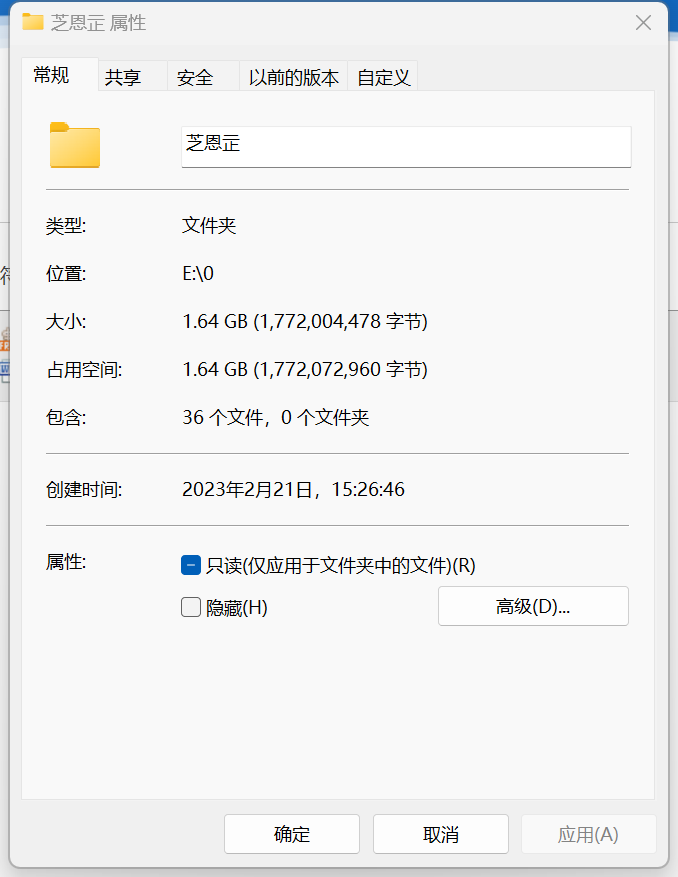 芝恩㱏 属性
常规 共享 安全 以前的版本 自定义
芝恩㱏
类型: 文件夹
位置: E:\0
大小: 1.64 GB (1,772,004,478 字节)
占用空间: 1.64 GB (1,772,072,960 字节)
包含: 36 个文件，0 个文件夹
创建时间: 2023年2月21日，15:26:46
属性: 只读(仅应用于文件夹中的文件)(R)
隐藏(H) 高级(D)...
确定 取消 应用(A)